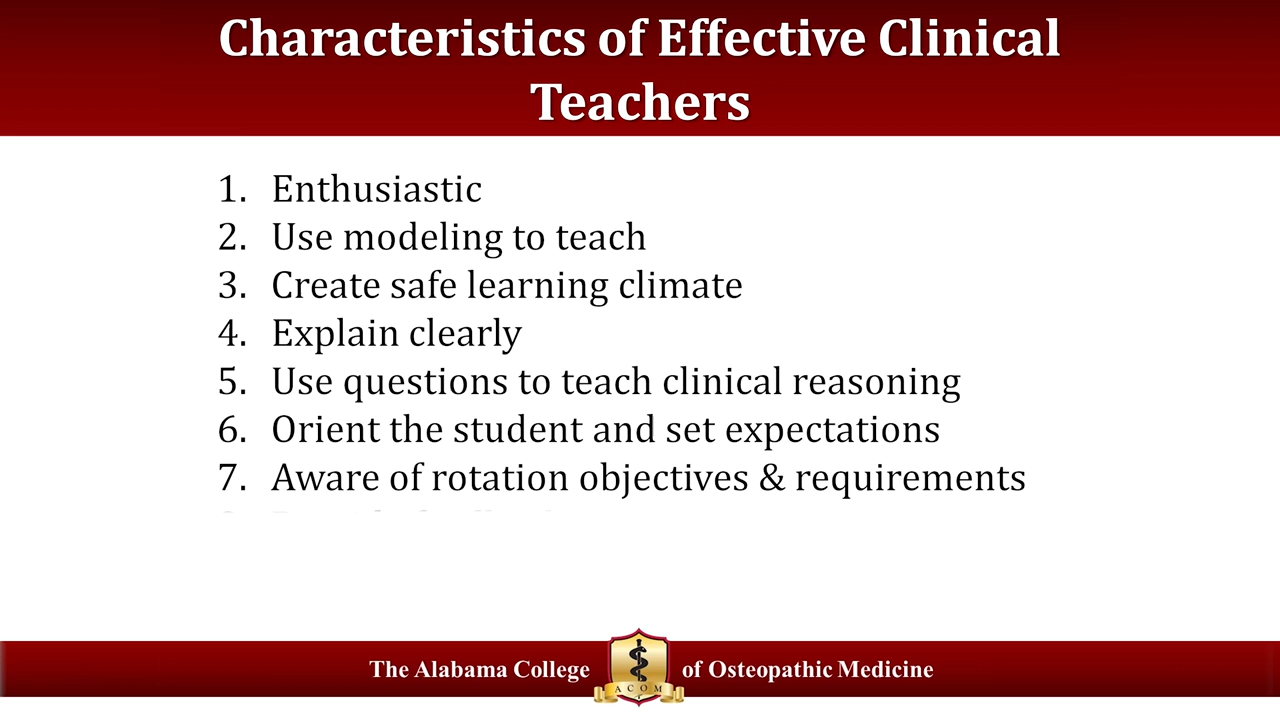 Characteristics of Effective Clinical
Teachers
1. Enthusiastic
2. Use modeling to teach
3. Create safe learning climate
4. Explain clearly
5. Use questions to teach clinical reasoning
6. Orient the student and set expectations
7. Aware of rotation objectives & requirements
The Alabama College of Osteopathic Medicine
ACOM